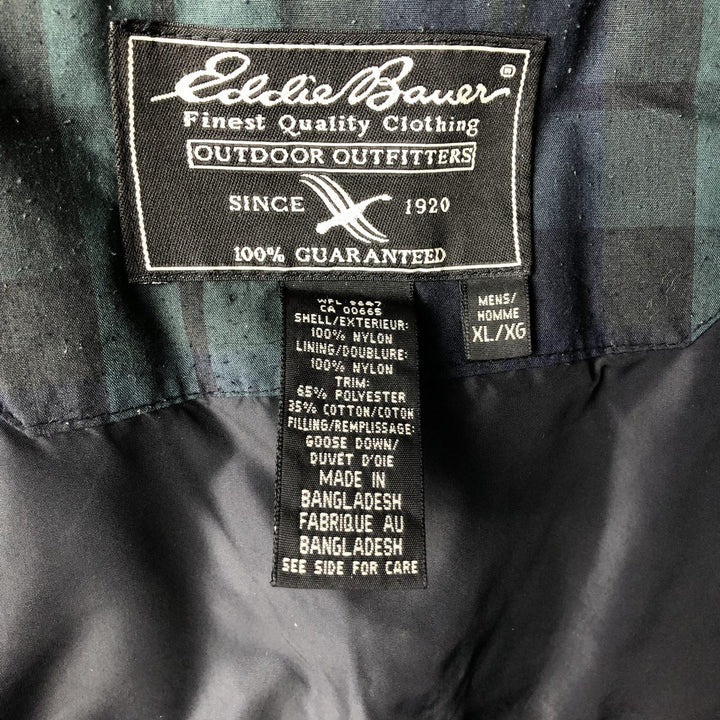 Eddie Bauer®
Finest Quality Clothing
OUTDOOR OUTFITTERS
SINCE 1920
100% GUARANTEED
CA 00665
SHELL/EXTERIEUR:
100% NYLON
LINING/DOUBLURE:
100% NYLON
TRIM:
65% POLYESTER
35% COTTON/COTON
FILLING/REMPLISSAGE:
GOOSE DOWN/
DUVET D'OIE
MADE IN
BANGLADESH
FABRIQUE AU
BANGLADESH
SEE SIDE FOR CARE
MENS/
HOMME
XL/XG